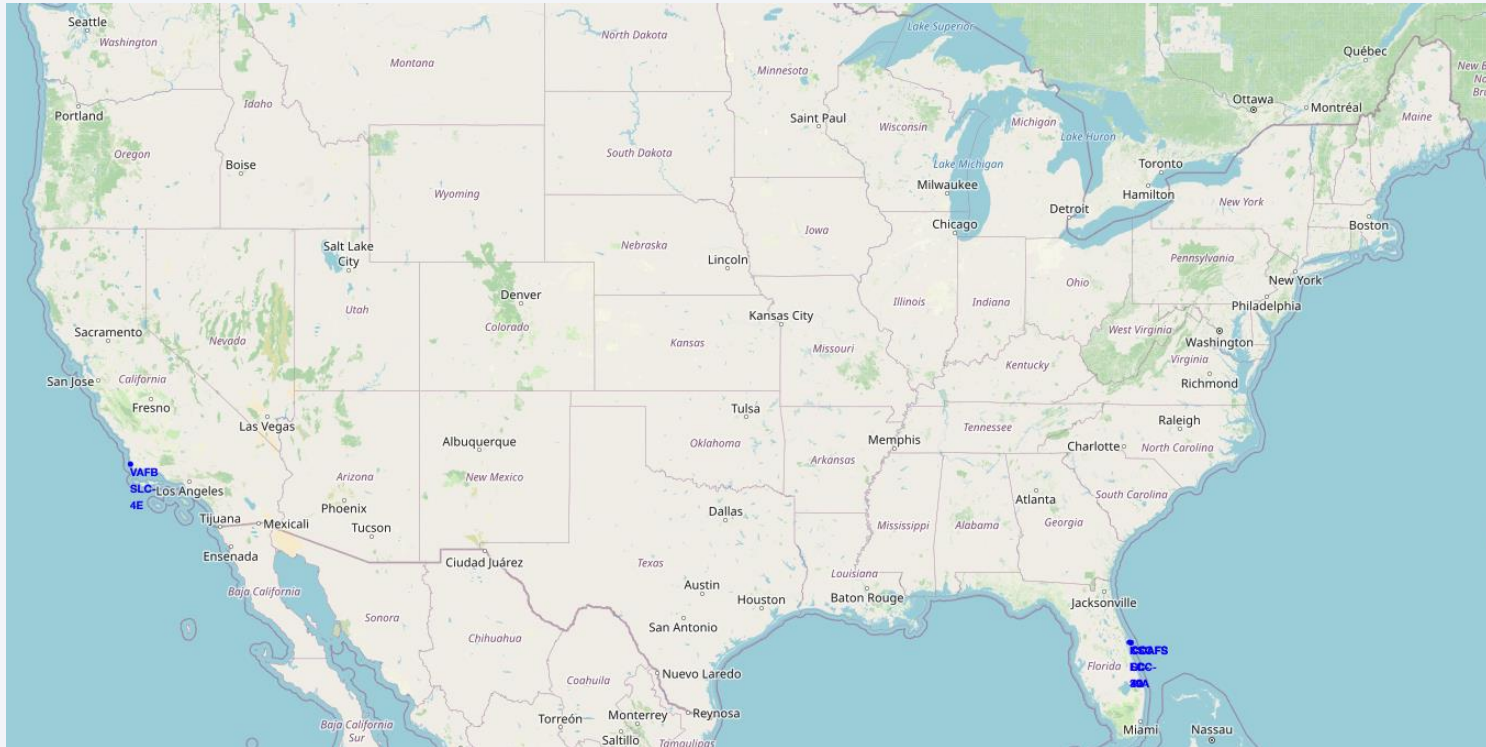 Seattle
Washington
Montana
North Dakota
Minnesota
Lake Superior
Québec
Portland
Idaho
Oregon
Boise
Wyoming
South Dakota
Saint Paul
Wisconsin
Michigan
Lake Huron
Lake Michigan
Ottawa
Montréal
Maine
Toronto
Hamilton
Milwaukee
Detroit
Chicago
New York
Boston
Salt Lake
City
Nebraska
Iowa
Lincoln
Pennsylvania
New York
Philadelphia
Denver
Utah
Colorado
Illinois
Indiana
Ohio
Sacramento
Nevada
Kansas City
Kansas
Missouri
West Virginia
Washington
Virginia
Kentucky
Richmond
San Jose
California
Fresno
Las Vegas
Tulsa
Oklahoma
Albuquerque
New Mexico
Arizona
Memphis
Tennessee
Arkansas
Raleigh
Charlotte
North Carolina
VAFB
SLC-
4E
Los Angeles
Phoenix
Tucson
Tijuana
Mexicali
Ensenada
Dallas
Atlanta
South Carolina
Mississippi
Alabama
Georgia
Ciudad Juárez
Texas
Baja California
Sonora
Chihuahua
Austin
Houston
San Antonio
Louisiana
Baton Rouge
Jacksonville
Florida
Coahuila
Nuevo Laredo
Baja California
Sur
Torreón
Monterrey
Reynosa
Saltillo
Tamaulipas
Miami
Nassau